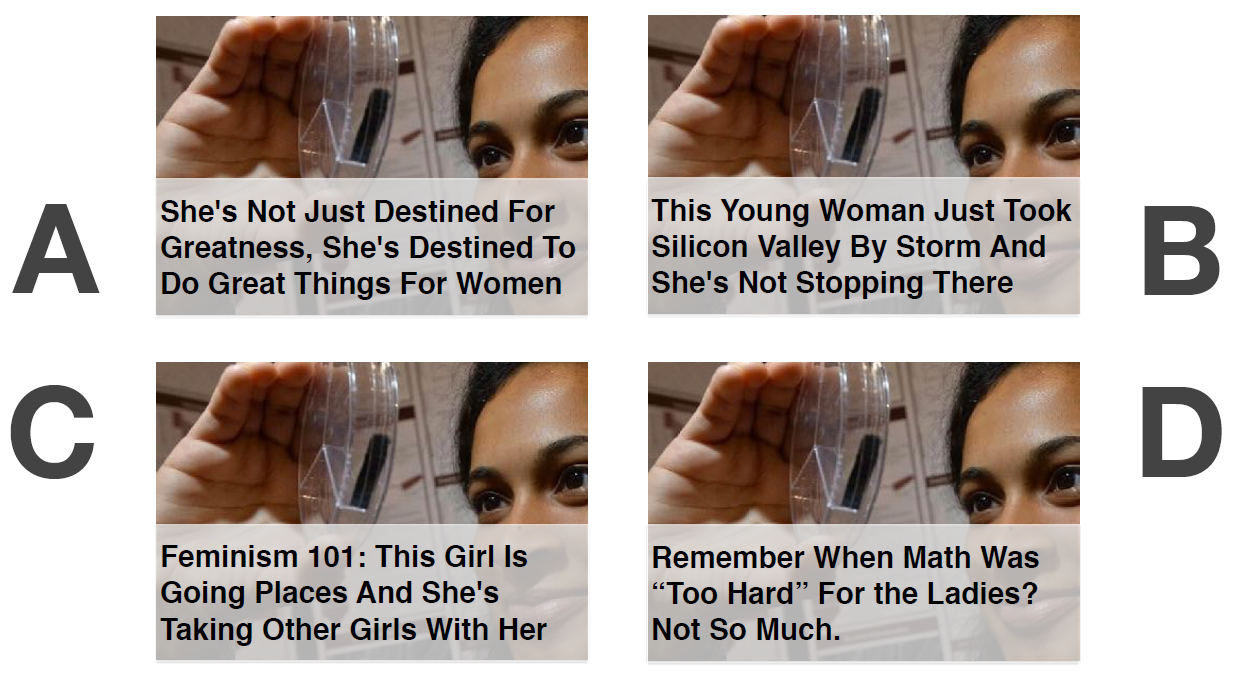 A
She's Not Just Destined For
Greatness, She's Destined To
Do Great Things For Women
This Young Woman Just Took
Silicon Valley By Storm And
She's Not Stopping There
B
C
Feminism 101: This Girl Is
Going Places And She's
Taking Other Girls With Her
Remember When Math Was
“Too Hard” For the Ladies?
Not So Much.
D